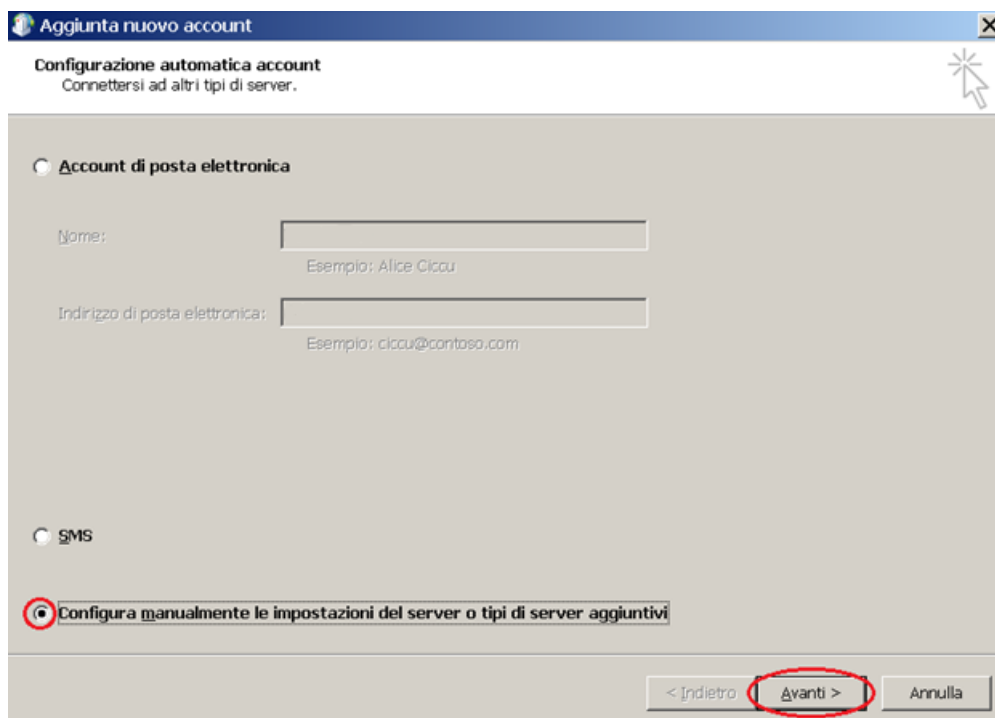 Aggiunta nuovo account
Configurazione automatica account
Connettersi ad altri tipi di server.
Account di posta elettronica
Nome:
Esempio: Alice Ciccu
Indirizzo di posta elettronica:
Esempio: ciccu@contoso.com
SMS
Configura manualmente le impostazioni del server o tipi di server aggiuntivi
< Indietro Avanti > Annulla